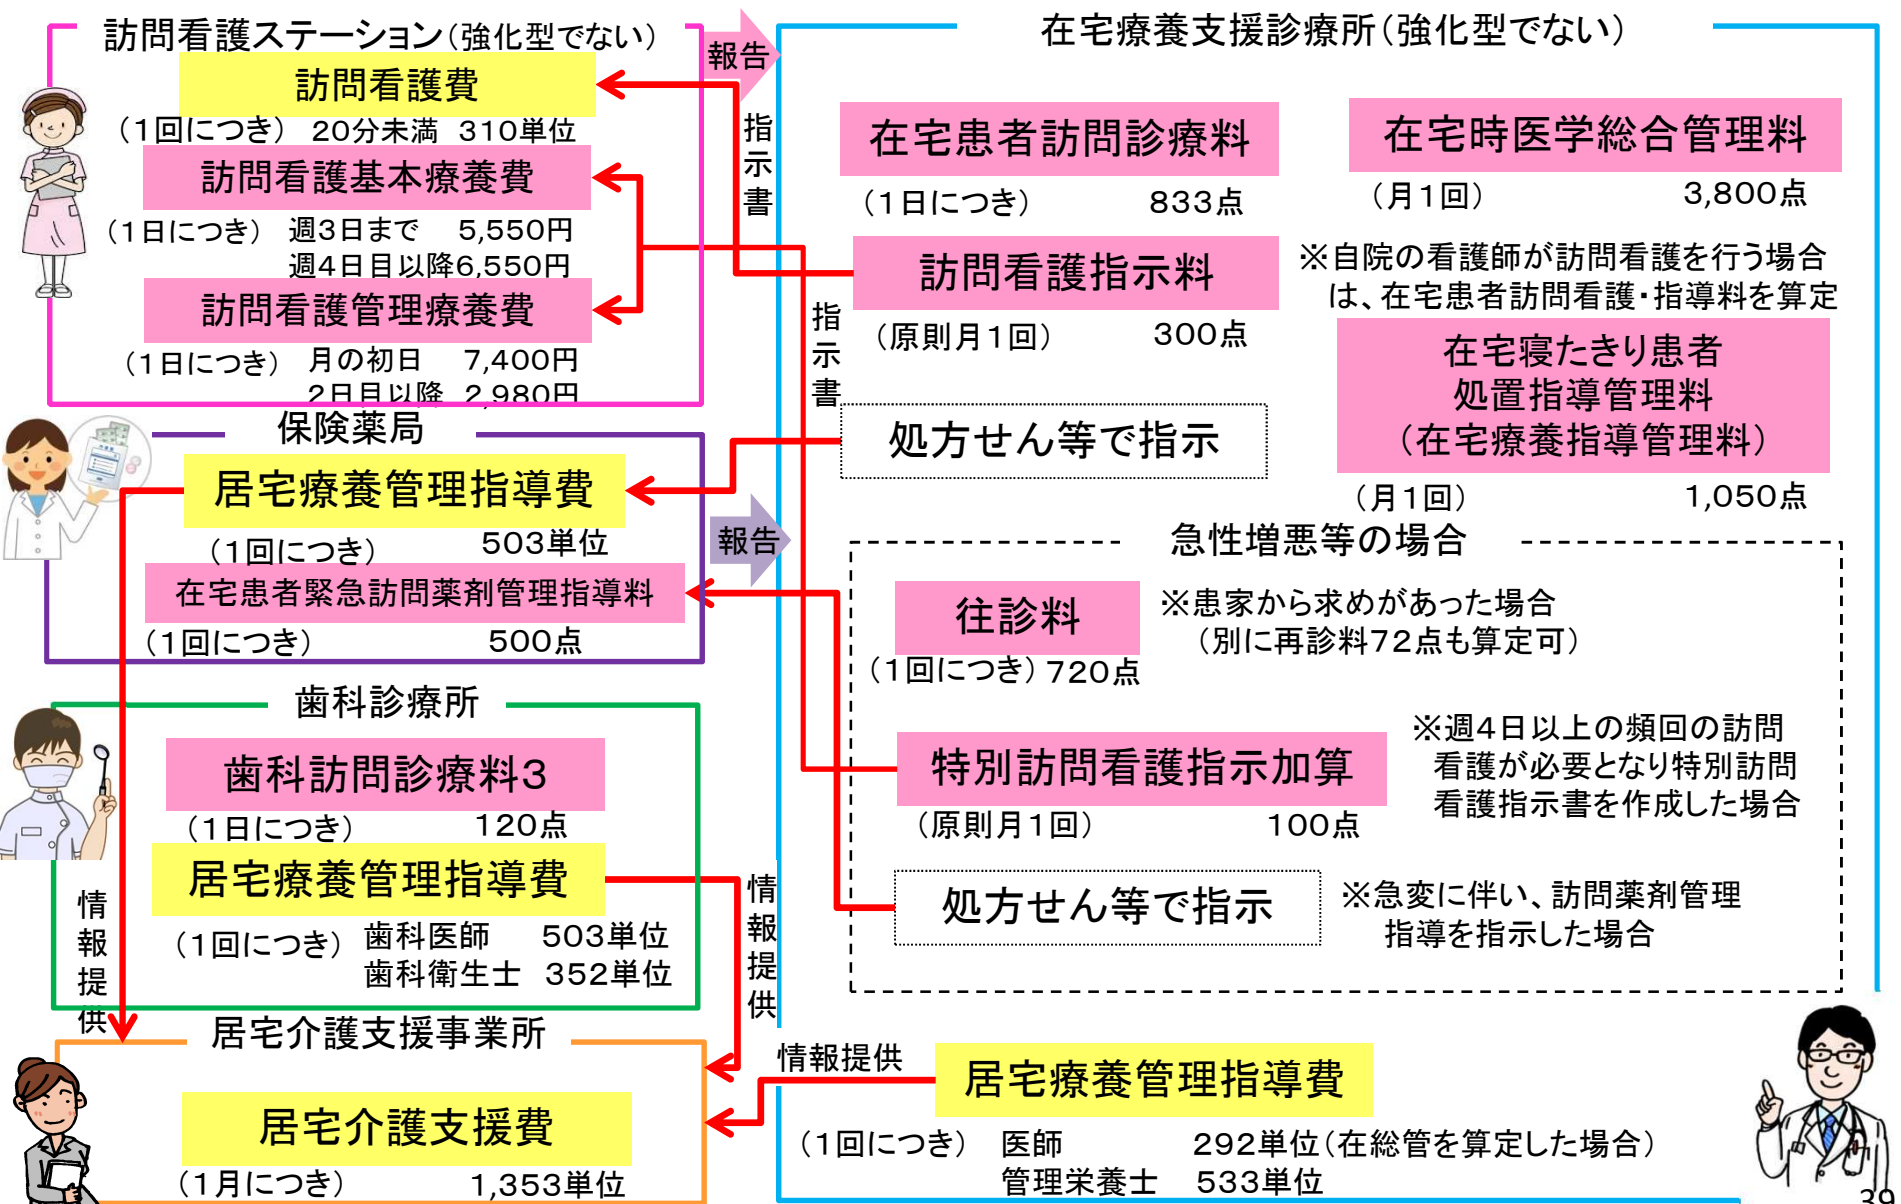 訪問看護ステーション(強化型でない)
訪問看護費
(1回につき) 20分未満 310単位
訪問看護基本療養費
(1日につき) 週3日まで 5,550円
週4日目以降6,550円
訪問看護管理療養費
(1日につき) 月の初日 7,400円
2日目以降 2,980円
報告
指示書
指示書
保険薬局
居宅療養管理指導費
(1回につき) 503単位
在宅患者緊急訪問薬剤管理指導料
(1回につき) 500点
報告
歯科診療所
歯科訪問診療料3
(1日につき) 120点
居宅療養管理指導費
(1回につき) 歯科医師 503単位
歯科衛生士 352単位
情報提供
情報提供
居宅介護支援事業所
居宅介護支援費
(1月につき) 1,353単位
在宅療養支援診療所(強化型でない)
在宅患者訪問診療料
(1日につき) 833点
在宅時医学総合管理料
(月1回) 3,800点
訪問看護指示料
(原則月1回) 300点
※自院の看護師が訪問看護を行う場合
は、在宅患者訪問看護・指導料を算定
処方せん等で指示
在宅寝たきり患者
処置指導管理料
(在宅療養指導管理料)
(月1回) 1,050点
急性増悪等の場合
往診料
(1回につき) 720点
※患家から求めがあった場合
(別に再診料72点も算定可)
特別訪問看護指示加算
(原則月1回) 100点
※週4日以上の頻回の訪問
看護が必要となり特別訪問
看護指示書を作成した場合
処方せん等で指示
※急変に伴い、訪問薬剤管理
指導を指示した場合
情報提供
居宅療養管理指導費
(1回につき) 医師 292単位(在総管を算定した場合)
管理栄養士 533単位
39